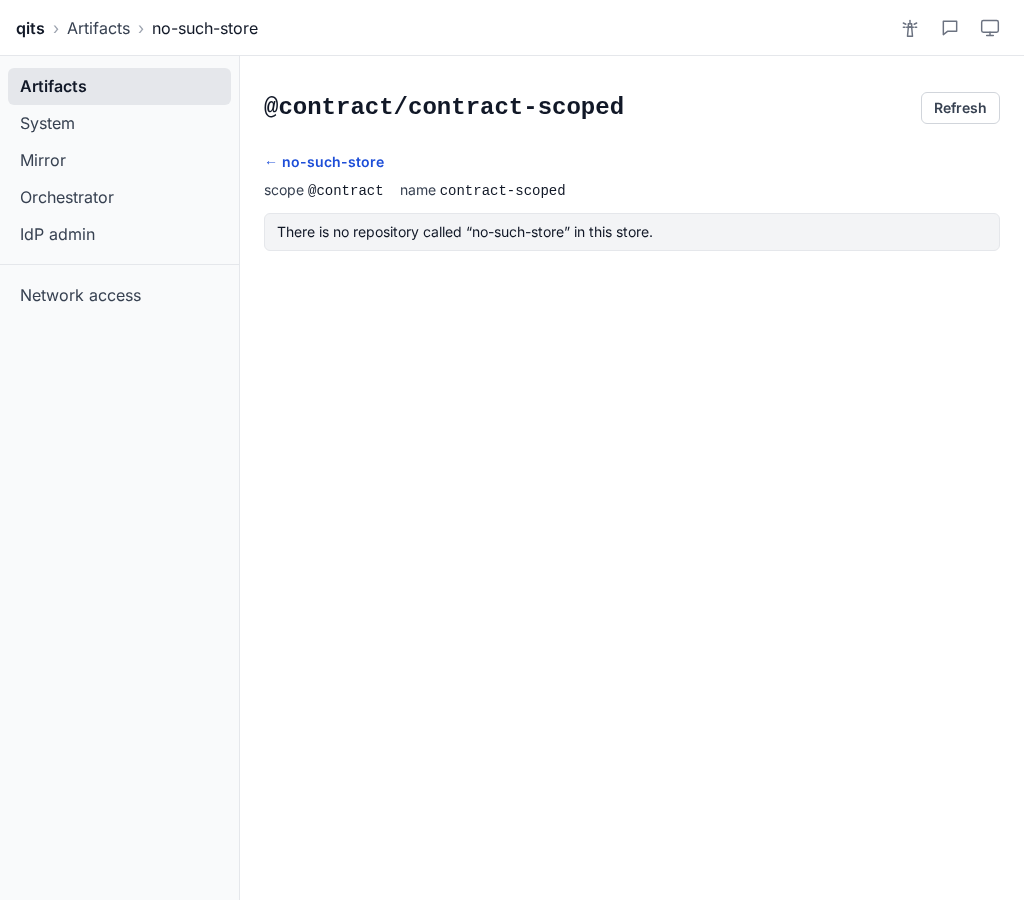 qits › Artifacts › no-such-store
Artifacts
System
Mirror
Orchestrator
IdP admin
Network access
@contract/contract-scoped
Refresh
← no-such-store
scope @contract name contract-scoped
There is no repository called “no-such-store” in this store.